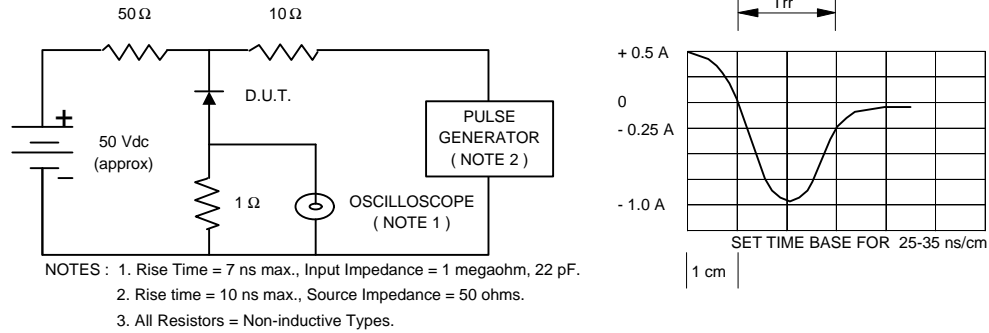 50 Ω
10 Ω
Trr
+ 0.5 A
D.U.T.
+
50 Vdc
(approx)
−
PULSE
GENERATOR
( NOTE 2 )
0
- 0.25 A
1 Ω
OSCILLOSCOPE
( NOTE 1 )
- 1.0 A
SET TIME BASE FOR 25-35 ns/cm
1 cm
NOTES : 1. Rise Time = 7 ns max., Input Impedance = 1 megaohm, 22 pF.
2. Rise time = 10 ns max., Source Impedance = 50 ohms.
3. All Resistors = Non-inductive Types.